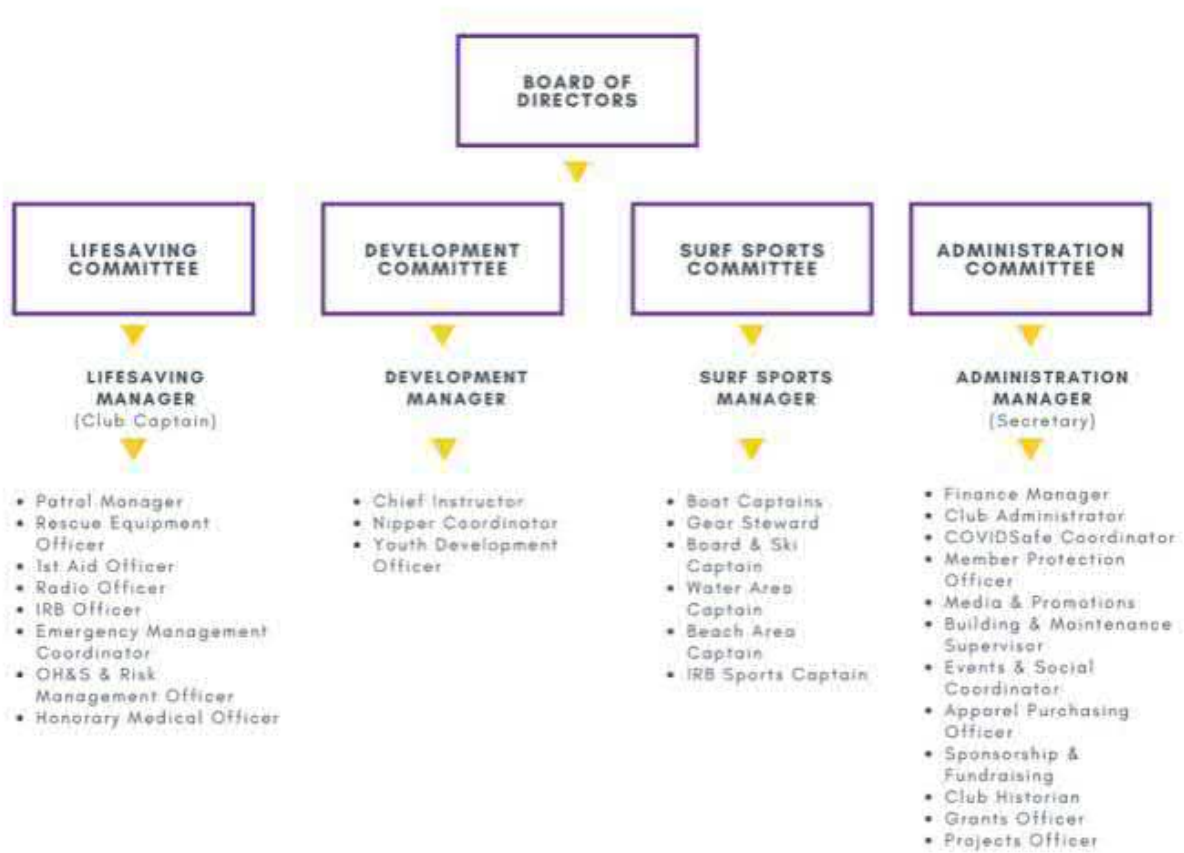 BOARD OF
DIRECTORS
LIFESAVING
COMMITTEE
DEVELOPMENT
COMMITTEE
SURF SPORTS
COMMITTEE
ADMINISTRATION
COMMITTEE
LIFESAVING
MANAGER
(Club Captain)
DEVELOPMENT
MANAGER
SURF SPORTS
MANAGER
ADMINISTRATION
MANAGER
(Secretary)
• Patrol Manager
• Rescue Equipment
Officer
• 1st Aid Officer
• Radio Officer
• IRB Officer
• Emergency Management
Coordinator
• OH&S & Risk
Management Officer
• Honorary Medical Officer
• Chief Instructor
• Nipper Coordinator
• Youth Development
Officer
• Boat Captains
• Gear Steward
• Board & Ski
Captain
• Water Area
Captain
• Beach Area
Captain
• IRB Sports Captain
• Finance Manager
• Club Administrator
• COVIDSafe Coordinator
• Member Protection
Officer
• Media & Promotions
• Building & Maintenance
Supervisor
• Events & Social
Coordinator
• Apparel Purchasing
Officer
• Sponsorship &
Fundraising
• Club Historian
• Grants Officer
• Projects Officer